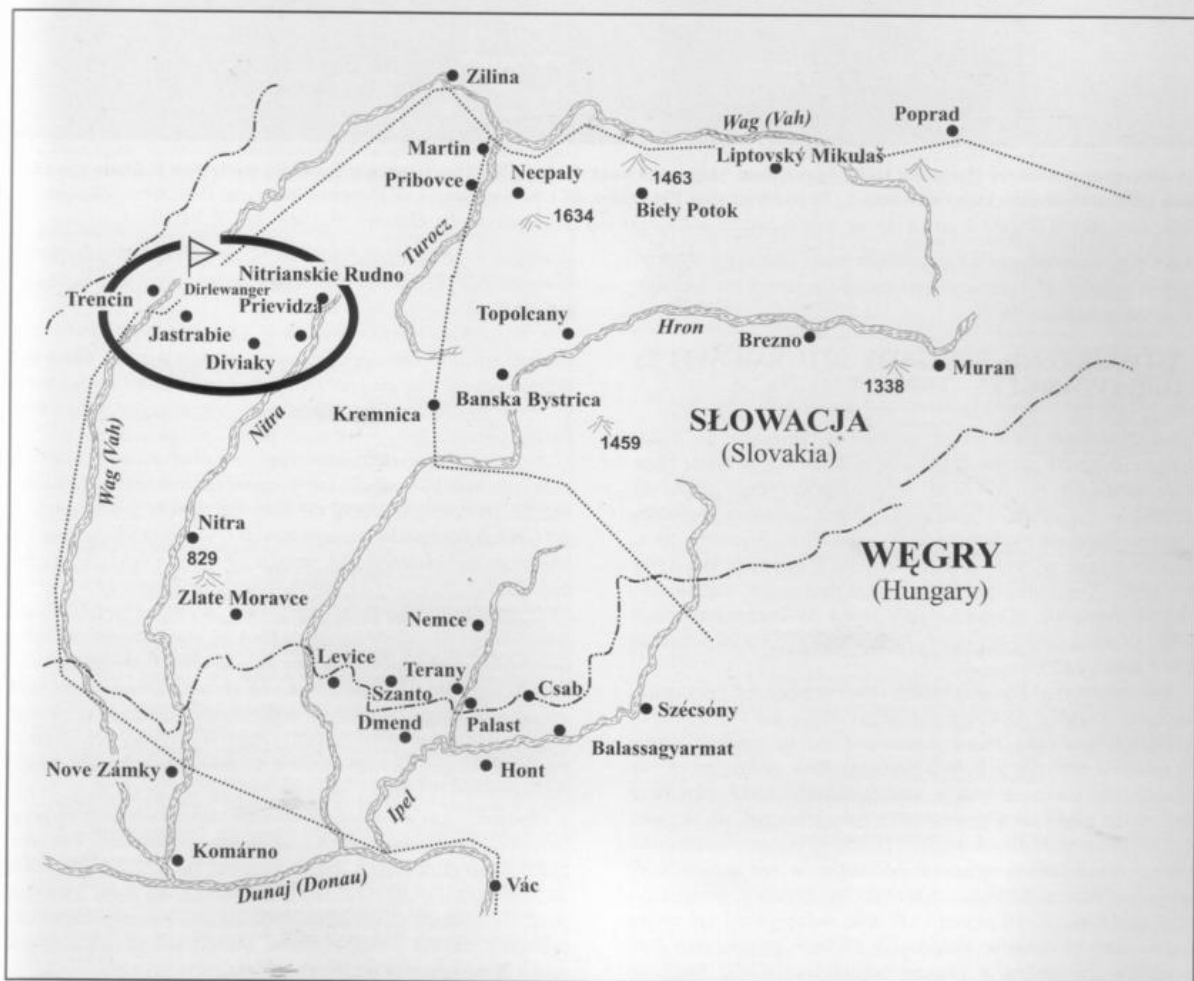 Zilina
Wag (Vah)
Poprad
Martin
Liptovský Mikulaš
Necpaly
1463
Pribovce
Bieły Potok
1634
Turocz
Nitrianskie Rudno
Trencin
Dirlewanger
Prievidza
Jastrabie
Topolcany
Hron
Brezno
Diviaky
1338
Muran
Banska Bystrica
Kremnica
SŁOWACJA
(Slovakia)
1459
Nitra
Wag (Vah)
Nitra
829
WĘGRY
(Hungary)
Zlate Moravce
Nemce
Levice
Terany
Szanto
Csab
Palast
Szécsóny
Dmend
Balassagyarmat
Nove Zámky
Hont
Ipel
Komárno
Dunaj (Donau)
Vác